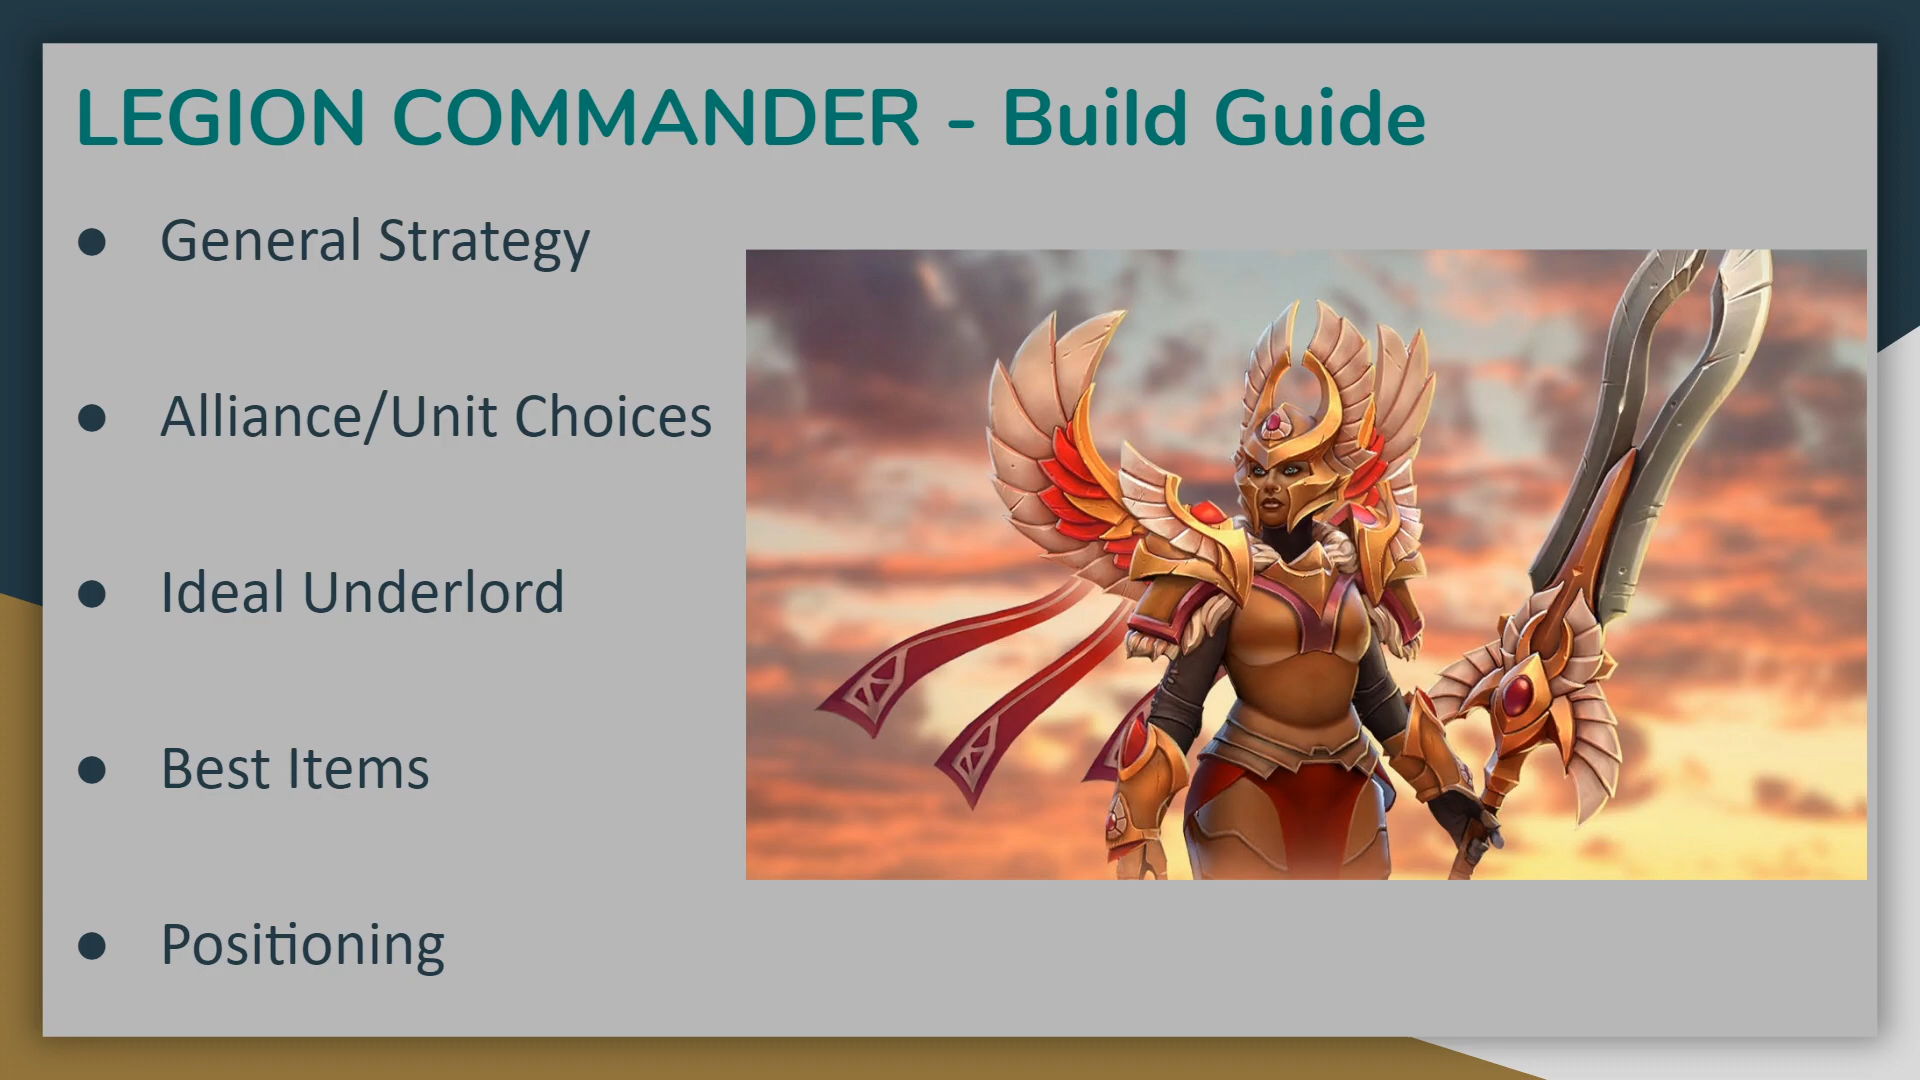 LEGION COMMANDER - Build Guide
● General Strategy
● Alliance/Unit Choices
● Ideal Underlord
● Best Items
● Positioning